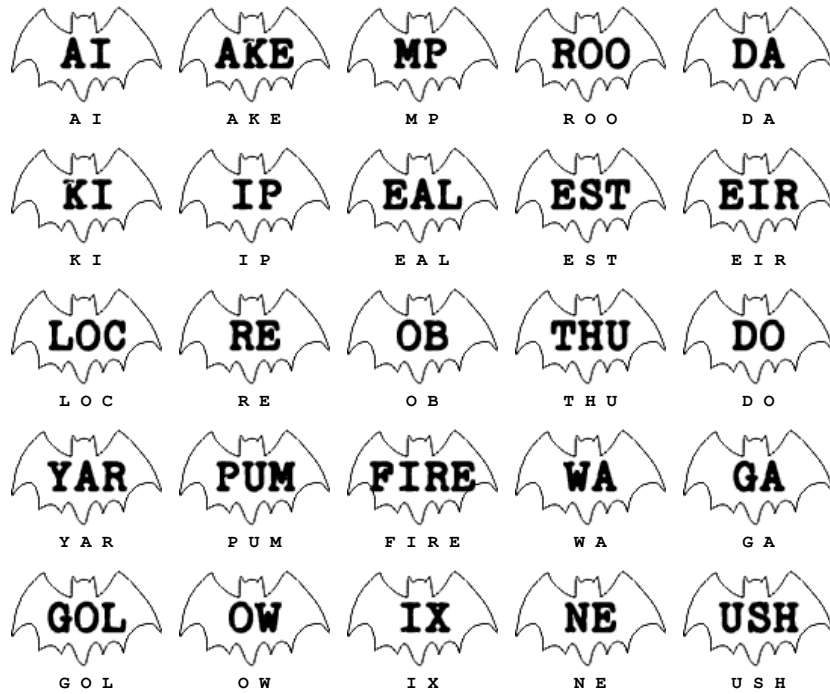 AI AKE MP ROO DA
A I A K E M P R O O D A
KI IP EAL EST EIR
K I I P E A L E S T E I R
LOC RE OB THU DO
L O C R E O B T H U D O
YAR PUM FIRE WA GA
Y A R P U M F I R E W A G A
GOL OW IX NE USH
G O L O W I X N E U S H